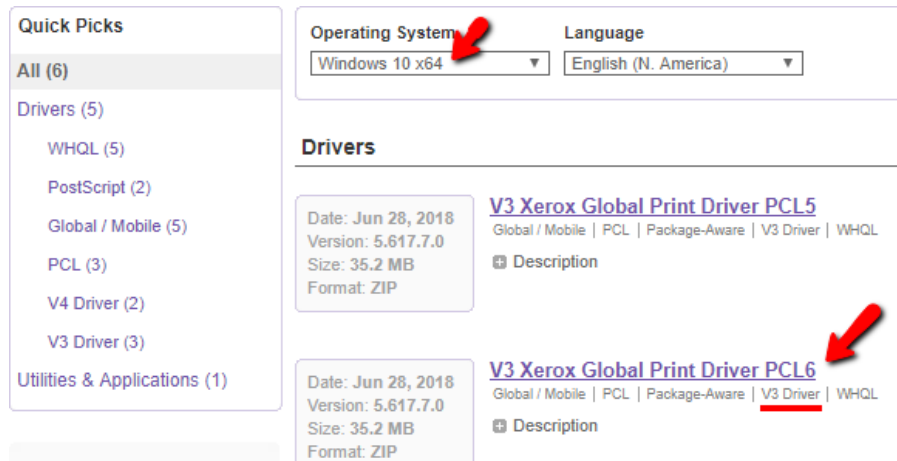 Quick Picks
All (6)
Drivers (5)
WHQL (5)
PostScript (2)
Global / Mobile (5)
PCL (3)
V4 Driver (2)
V3 Driver (3)
Utilities & Applications (1)
Operating System
Windows 10 x64
Language
English (N. America)
Drivers
Date: Jun 28, 2018
Version: 5.617.7.0
Size: 35.2 MB
Format: ZIP
V3 Xerox Global Print Driver PCL5
Global / Mobile | PCL | Package-Aware | V3 Driver | WHQL
Description
Date: Jun 28, 2018
Version: 5.617.7.0
Size: 35.2 MB
Format: ZIP
V3 Xerox Global Print Driver PCL6
Global / Mobile | PCL | Package-Aware | V3 Driver | WHQL
Description